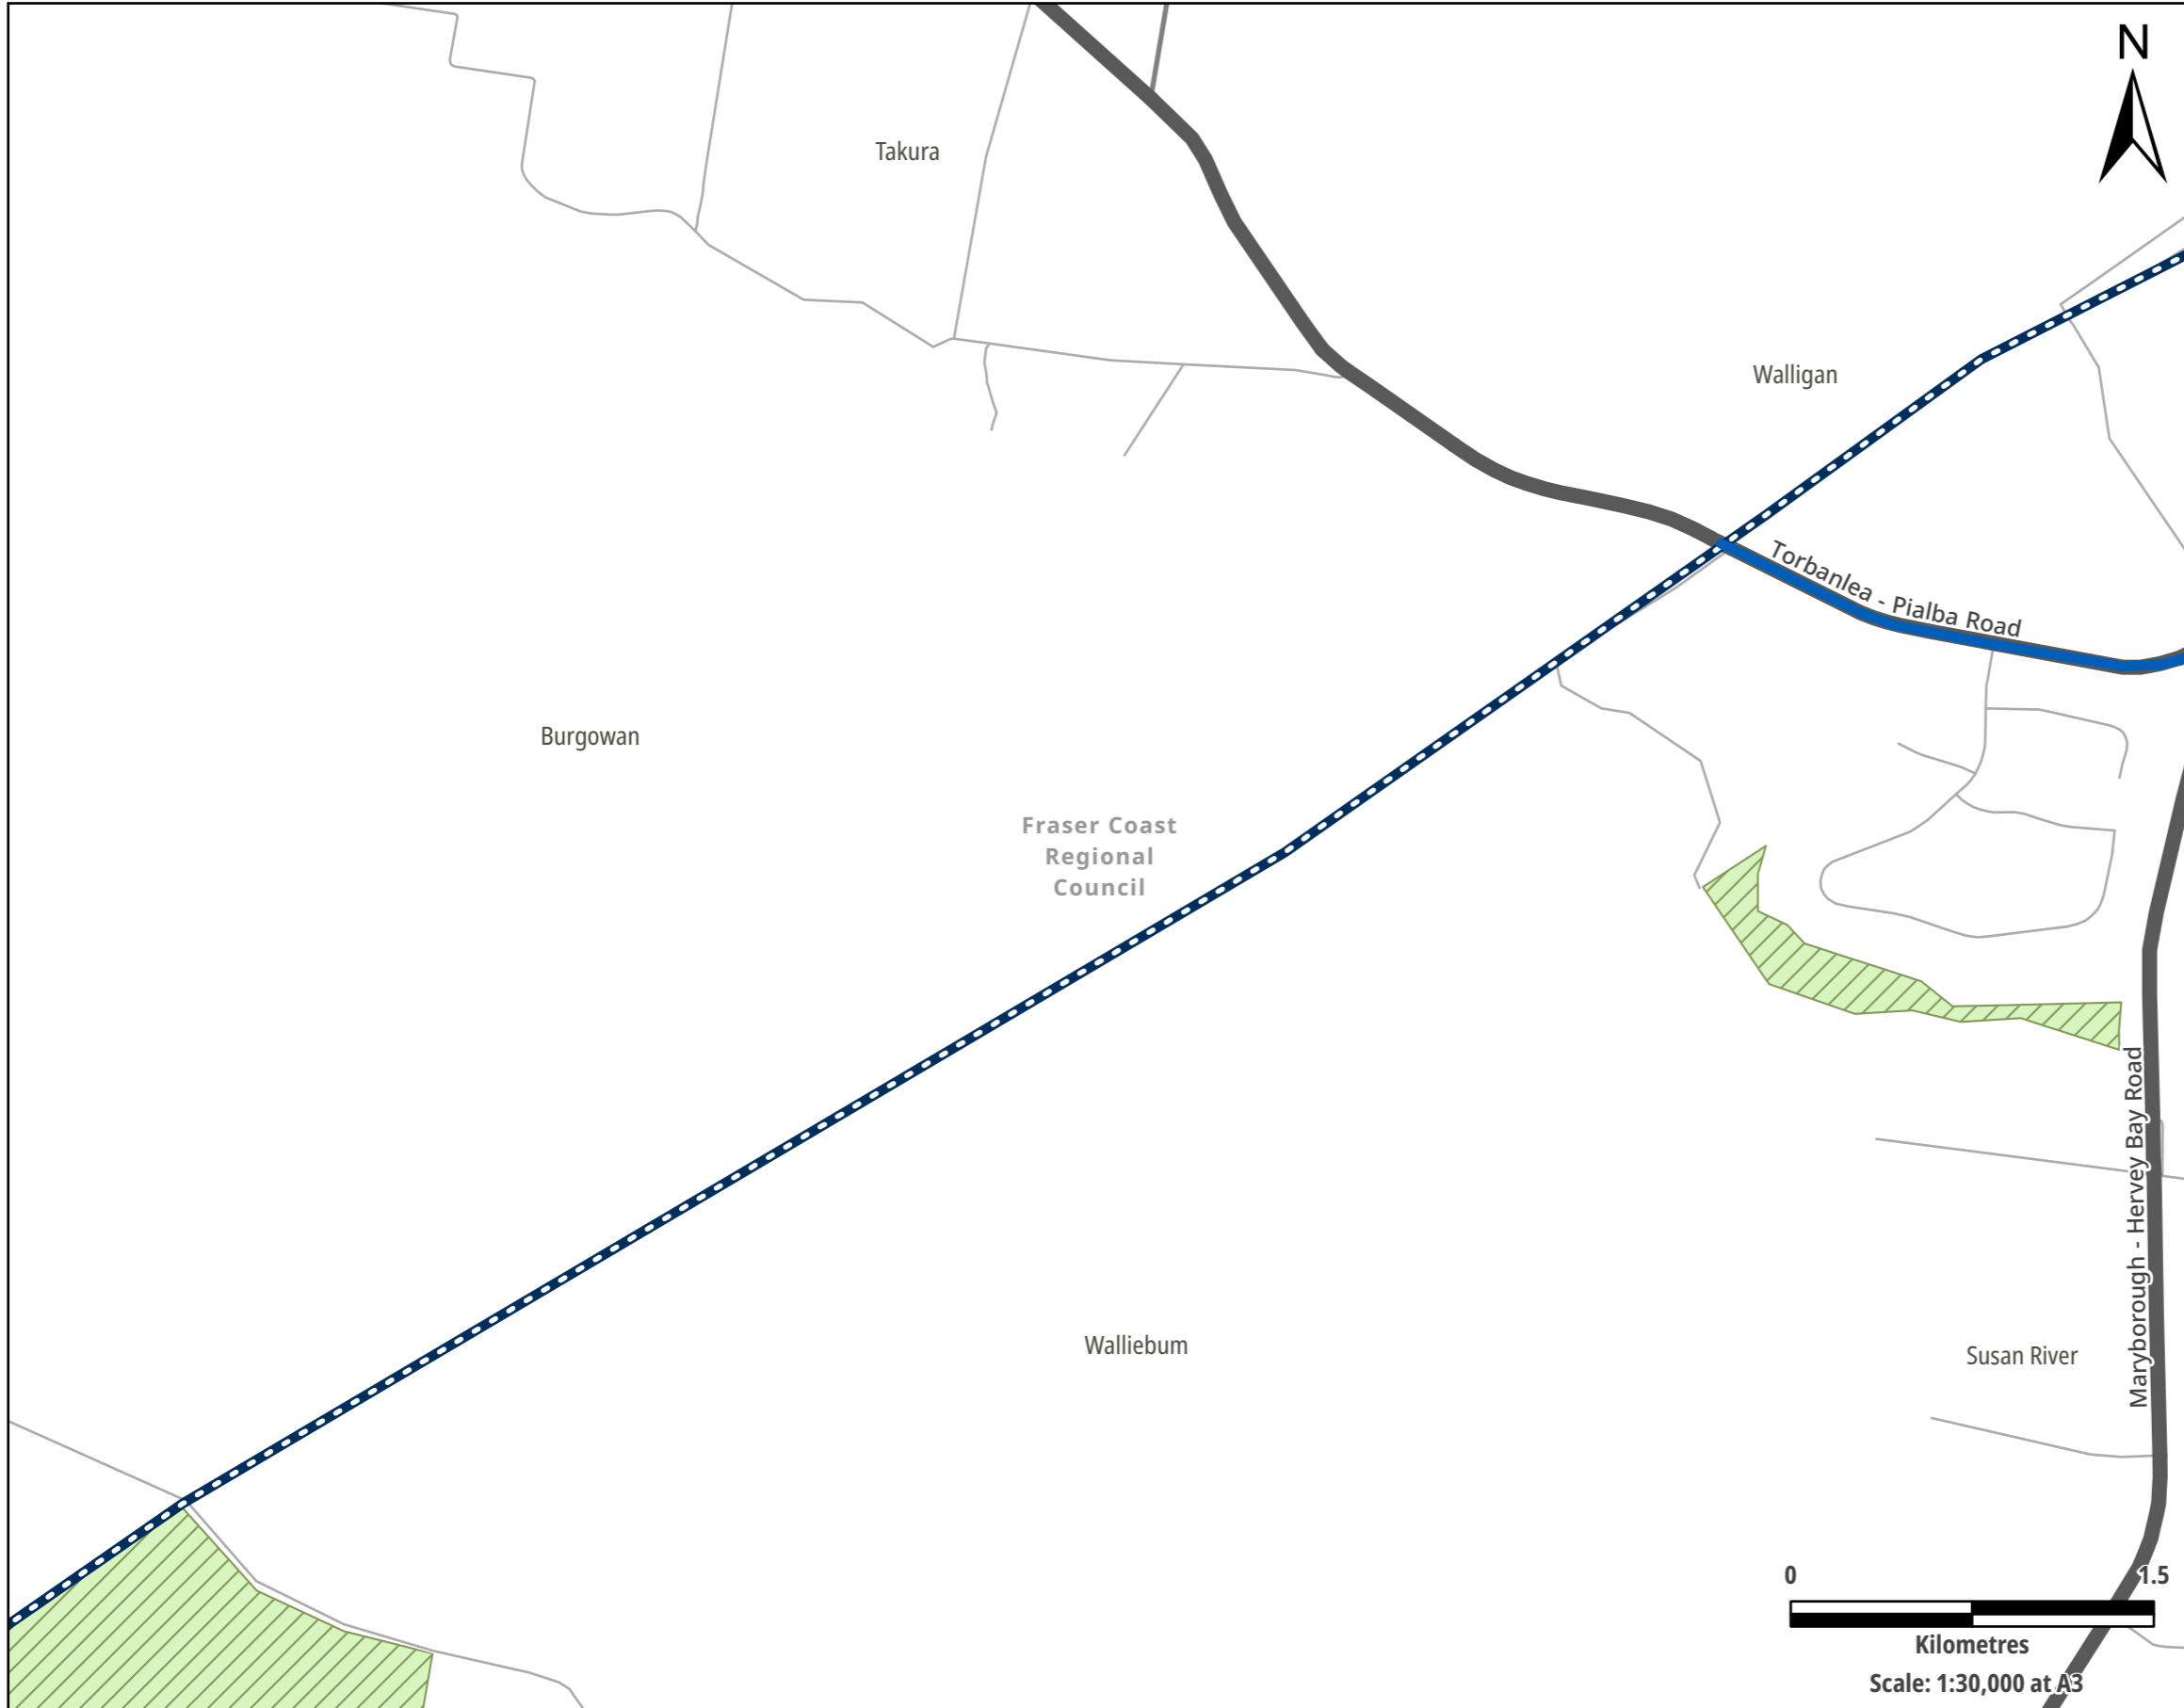 N
Takura
Walligan
Torbanlea - Pialba Road
Burgowan
Fraser Coast
Regional
Council
Maryborough - Hervey Bay Road
Walliebum
Susan River
0 1.5
Kilometres
Scale: 1:30,000 at A3